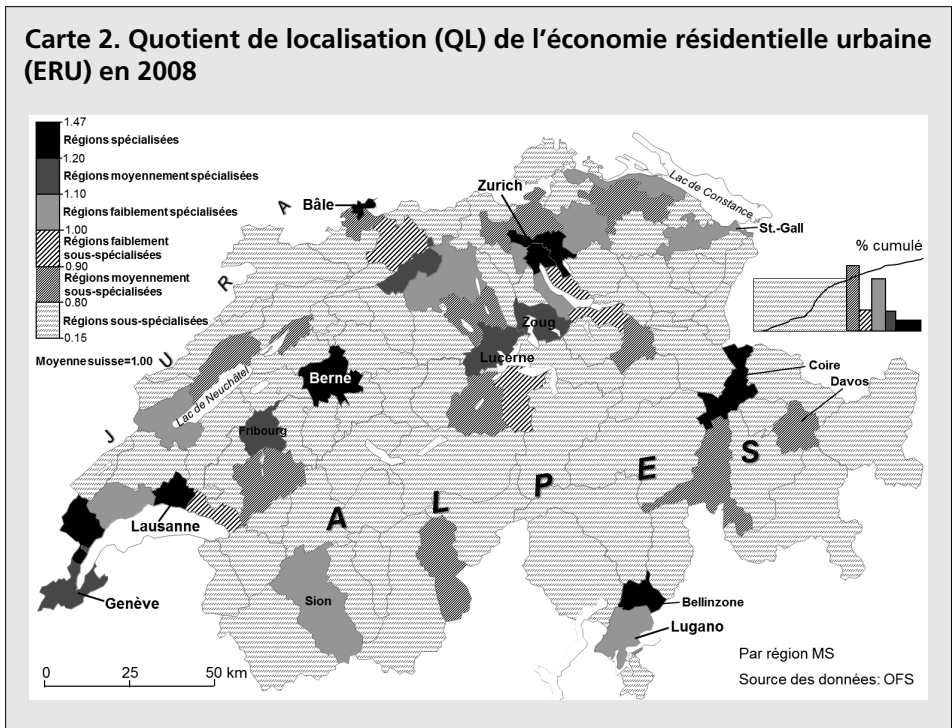 Carte 2. Quotient de localisation (QL) de l'économie résidentielle urbaine
(ERU) en 2008
1.47
Régions spécialisées
1.20
Régions moyennement spécialisées
1.10
Régions faiblement spécialisées
1.00
Régions faiblement
sous-spécialisées
0.90
Régions moyennement
sous-spécialisées
0.80
Régions sous-spécialisées
0.15
Moyenne suisse=1.00
J U R A
Bâle
Zurich
Lac de Constance
St.-Gall
% cumulé
Zoug
Lucerne
Berne
Lac de Neuchâtel
Fribourg
Coire
Davos
A L P E S
Lausanne
Genève
Sion
Bellinzone
Lugano
0 25 50 km
Par région MS
Source des données: OFS